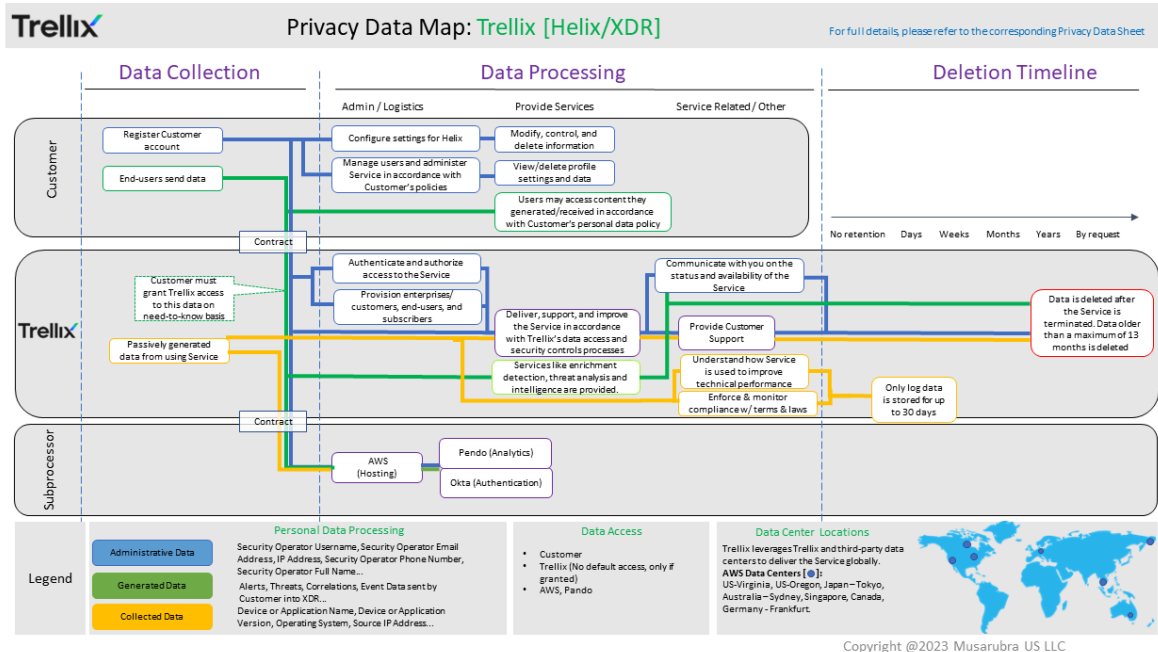 Trellix
Privacy Data Map: Trellix [Helix/XDR]
For full details, please refer to the corresponding Privacy Data Sheet
Data Collection
Data Processing
Deletion Timeline
Admin / Logistics
Provide Services
Service Related / Other
Customer
Register Customer
account
Configure settings for Helix
Modify, control, and
delete information
End-users send data
Manage users and administer
Service in accordance with
Customer's policies
View/delete profile
settings and data
Users may access content they
generated/received in accordance
with Customer's personal data policy
No retention
Days
Weeks
Months
Years
By request
Contract
Trellix
Customer must
grant Trellix access
to this data on
need-to-know basis
Authenticate and authorize
access to the Service
Provision enterprises/
customers, end-users, and
subscribers
Communicate with you on the
status and availability of the
Service
Deliver, support, and improve
the Service in accordance
with Trellix's data access and
security controls processes
Provide Customer
Support
Data is deleted after
the Service is
terminated. Data older
than a maximum of 13
months is deleted
Passively generated
data from using Service
Services like enrichment
detection, threat analysis and
intelligence are provided.
Understand how Service
is used to improve
technical performance
Enforce & monitor
compliance w/ terms & laws
Only log data
is stored for up
to 30 days
Contract
Subprocessor
AWS
(Hosting)
Pendo (Analytics)
Okta (Authentication)
Legend
Personal Data Processing
Administrative Data
Security Operator Username, Security Operator Email
Address, IP Address, Security Operator Phone Number,
Security Operator Full Name...
Generated Data
Alerts, Threats, Correlations, Event Data sent by
Customer into XDR...
Collected Data
Device or Application Name, Device or Application
Version, Operating System, Source IP Address...
Data Access
• Customer
• Trellix (No default access, only if
granted)
• AWS, Pando
Data Center Locations
Trellix leverages Trellix and third-party data
centers to deliver the Service globally.
AWS Data Centers [●]:
US-Virginia, US-Oregon, Japan – Tokyo,
Australia – Sydney, Singapore, Canada,
Germany - Frankfurt.
Copyright @2023 Musarubra US LLC